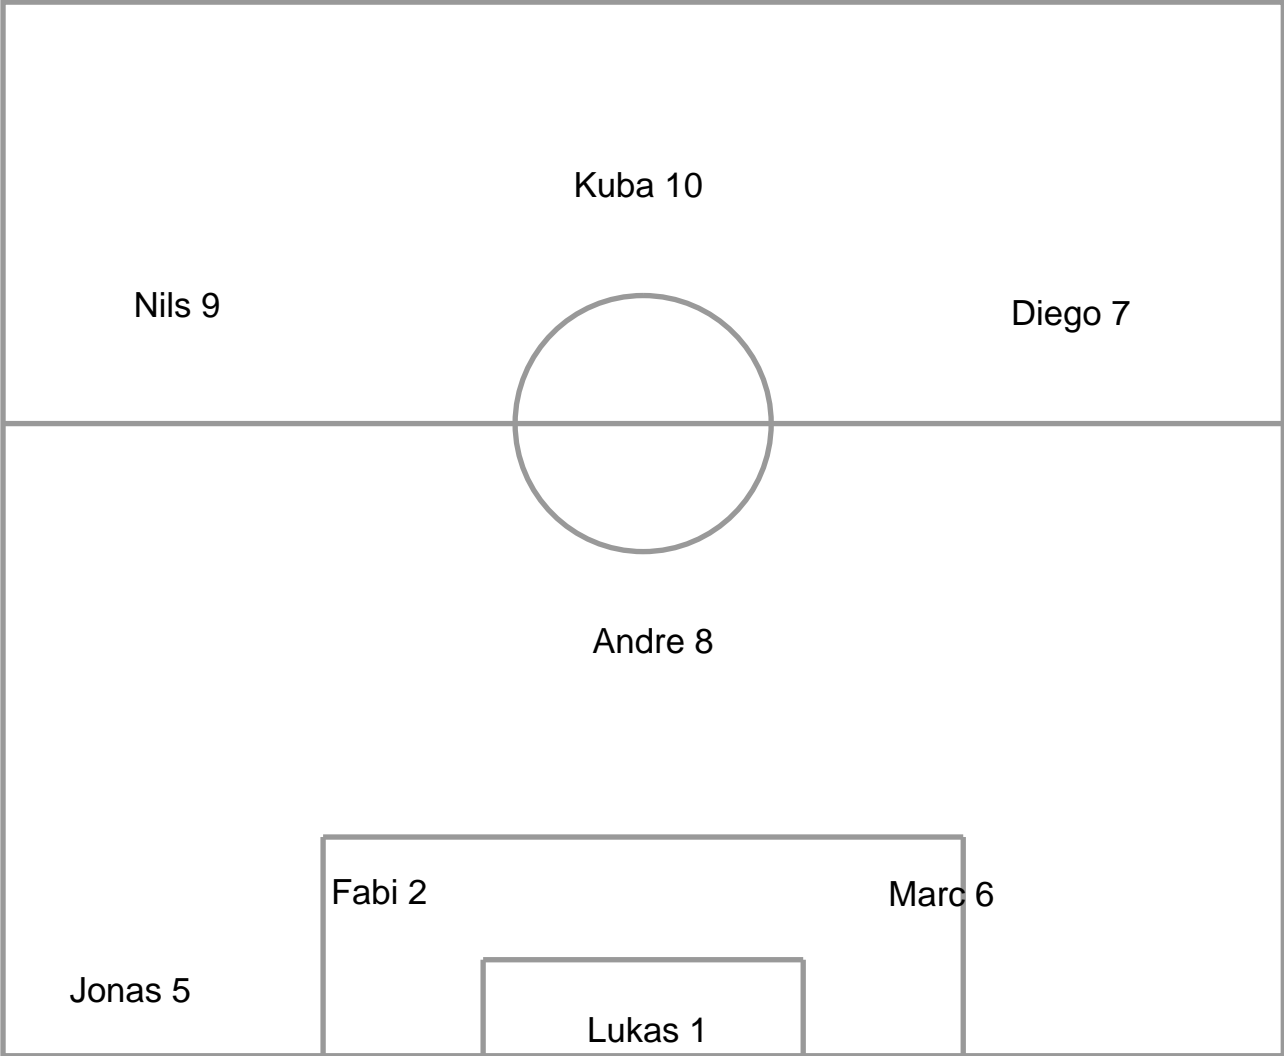 Kuba 10
Nils 9
Diego 7
Andre 8
Fabi 2
Marc 6
Jonas 5
Lukas 1